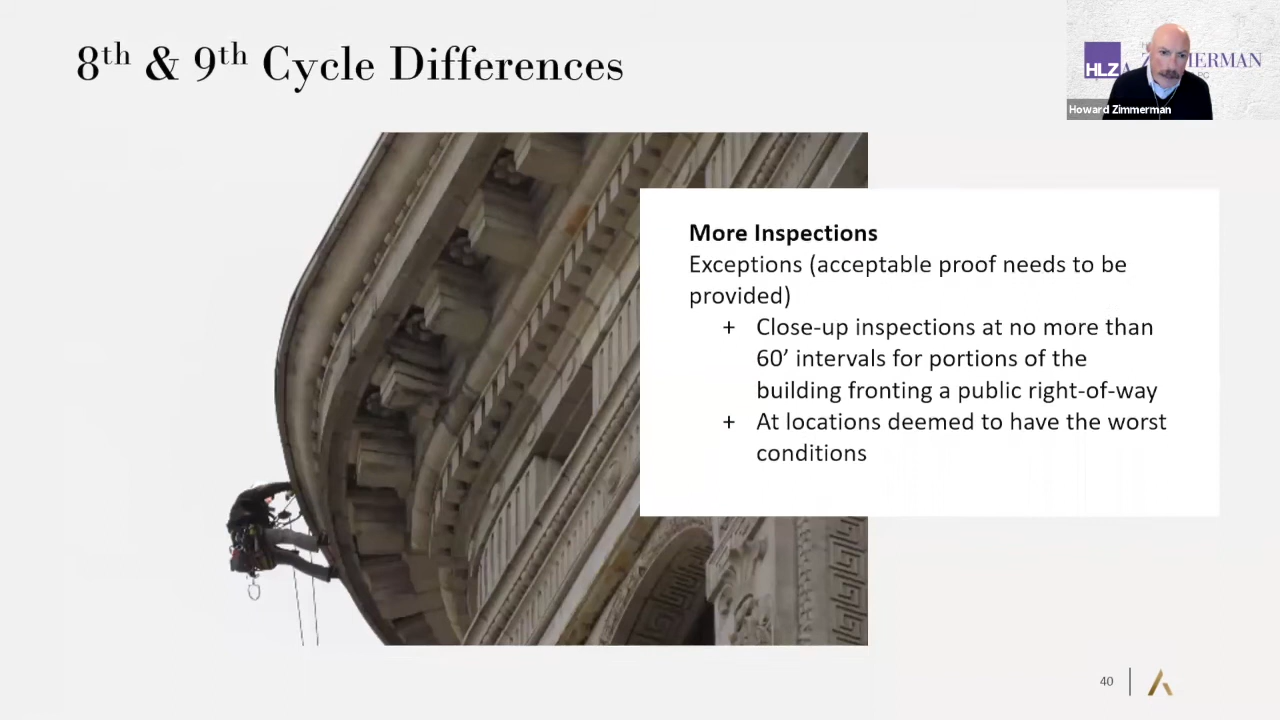 8th & 9th Cycle Differences
HLZ
ZIMMERMAN
PC
Howard Zimmerman
More Inspections
Exceptions (acceptable proof needs to be
provided)
+ Close-up inspections at no more than
60’ intervals for portions of the
building fronting a public right-of-way
+ At locations deemed to have the worst
conditions
40